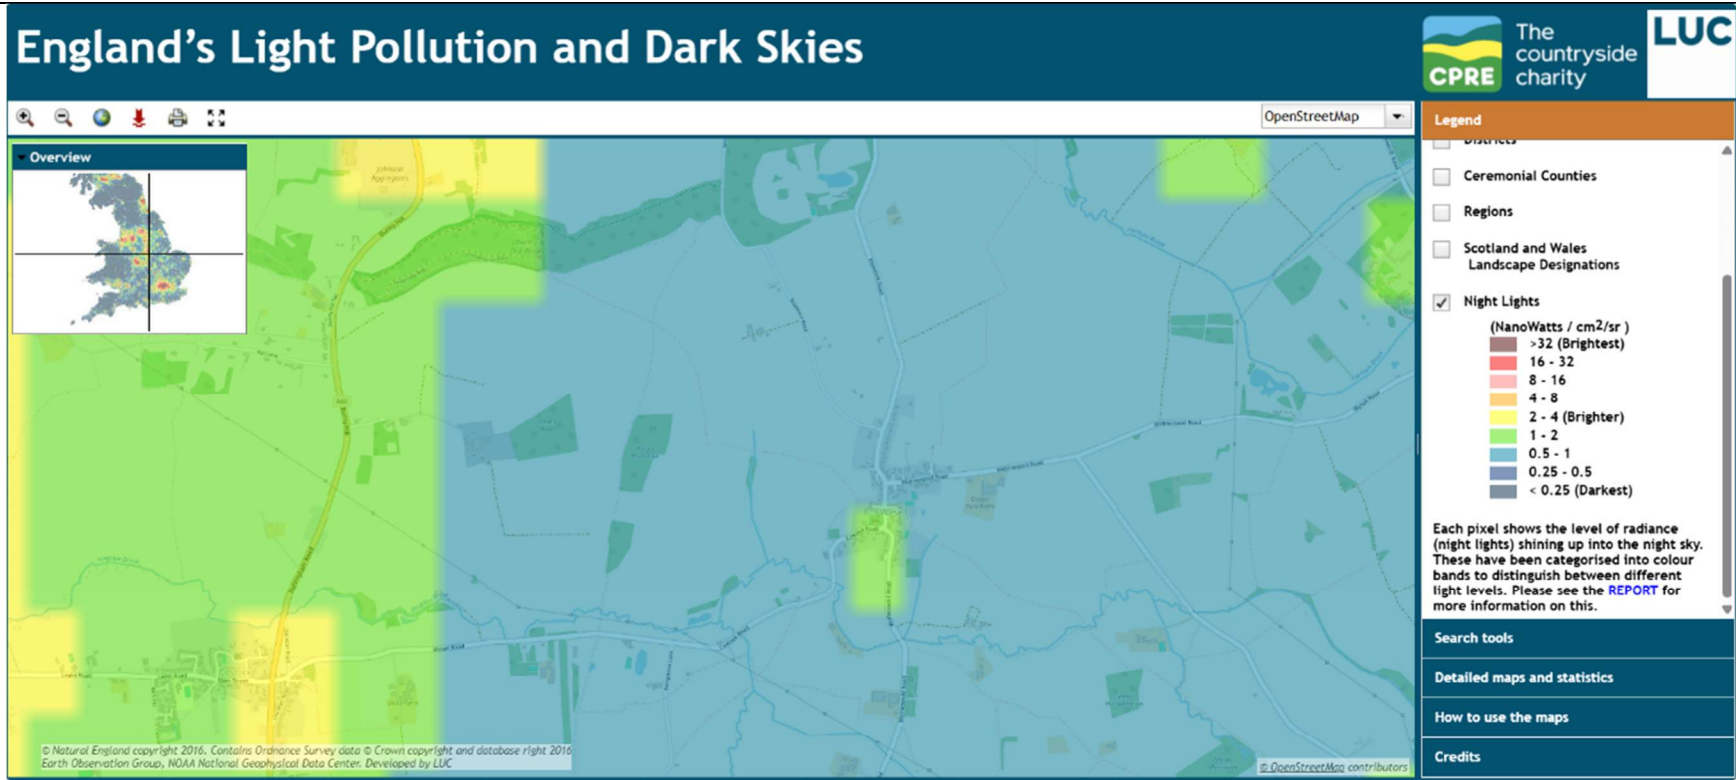 England's Light Pollution and Dark Skies
CPRE
The
countryside
charity
LUC
OpenStreetMap
Overview
Johnson
Aggregates
A60
Legend
Districts
Ceremonial Counties
Regions
Scotland and Wales
Landscape Designations
Night Lights
(NanoWatts / cm2/sr )
>32 (Brightest)
16 - 32
8 - 16
4 - 8
2 - 4 (Brighter)
1 - 2
0.5 - 1
0.25 - 0.5
< 0.25 (Darkest)
Each pixel shows the level of radiance
(night lights) shining up into the night sky.
These have been categorised into colour
bands to distinguish between different
light levels. Please see the REPORT for
more information on this.
Search tools
Detailed maps and statistics
How to use the maps
Credits
© Natural England copyright 2016. Contains Ordnance Survey data © Crown copyright and database right 2016
Earth Observation Group, NOAA National Geophysical Data Center. Developed by LUC
© OpenStreetMap contributors